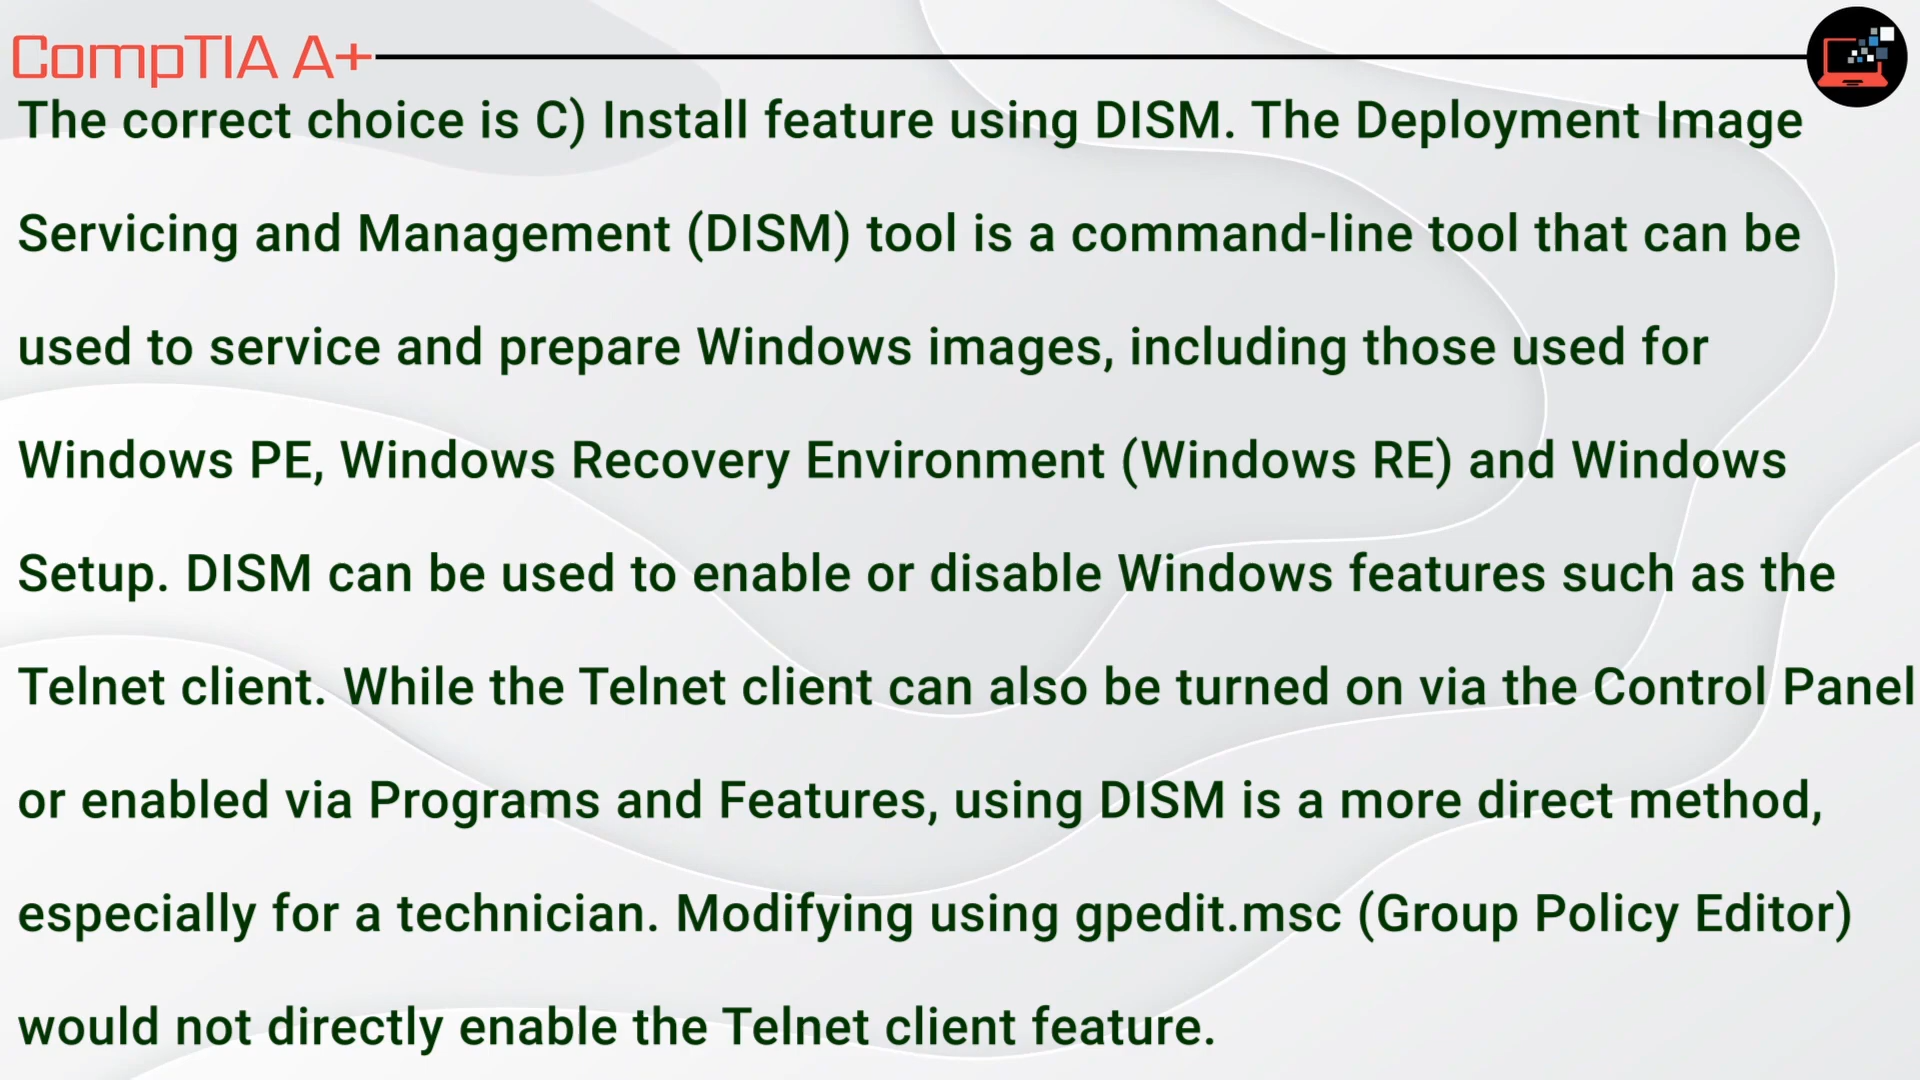 CompTIA A+
The correct choice is C) Install feature using DISM. The Deployment Image
Servicing and Management (DISM) tool is a command-line tool that can be
used to service and prepare Windows images, including those used for
Windows PE, Windows Recovery Environment (Windows RE) and Windows
Setup. DISM can be used to enable or disable Windows features such as the
Telnet client. While the Telnet client can also be turned on via the Control Panel
or enabled via Programs and Features, using DISM is a more direct method,
especially for a technician. Modifying using gpedit.msc (Group Policy Editor)
would not directly enable the Telnet client feature.